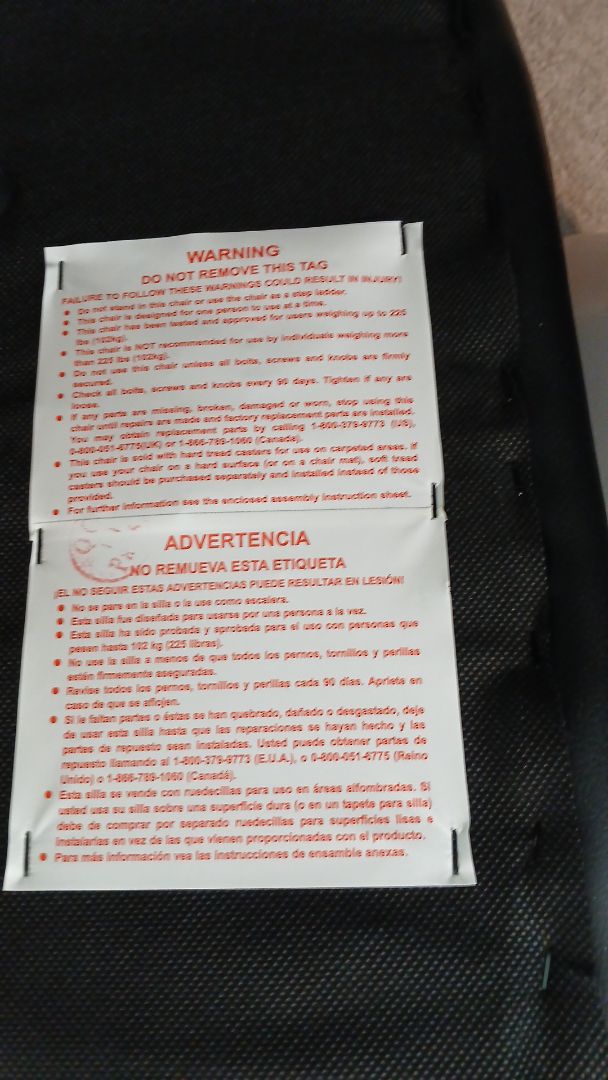 WARNING
DO NOT REMOVE THIS TAG
FAILURE TO FOLLOW THESE WARNINGS COULD RESULT IN INJURY!
● Do not stand in this chair or use the chair as a step ladder.
● This chair is designed for one person to use at a time.
● This chair has been tested and approved for users weighing up to 225
lbs (102kg).
● This chair is NOT recommended for use by individuals weighing more
than 225 lbs (102kg).
● Do not use this chair unless all bolts, screws and knobs are firmly
secured.
● Check all bolts, screws and knobs every 90 days. Tighten if any are
loose.
● If any parts are missing, broken, damaged or worn, stop using this
chair until repairs are made and factory replacement parts are installed.
You may obtain replacement parts by calling 1-800-379-9773 (US),
0-800-051-6775(UK) or 1-866-789-1060 (Canada).
● This chair is sold with hard tread casters for use on carpeted areas. If
you use your chair on a hard surface (or on a chair mat), soft tread
casters should be purchased separately and installed instead of those
provided.
● For further information see the enclosed assembly instruction sheet.
ADVERTENCIA
NO REMUEVA ESTA ETIQUETA
¡EL NO SEGUIR ESTAS ADVERTENCIAS PUEDE RESULTAR EN LESIÓN!
● No se pare en la silla o la use como escalera.
● Esta silla fue diseñada para usarse por una persona a la vez.
● Esta silla ha sido probada y aprobada para el uso con personas que
pesen hasta 102 kg (225 libras).
● No use la silla a menos de que todos los pernos, tornillos y perillas
están firmemente aseguradas.
● Revise todos los pernos, tornillos y perillas cada 90 días. Apriete en
caso de que se aflojen.
● Si le faltan partes o éstas se han quebrado, dañado o desgastado, deje
de usar esta silla hasta que las reparaciones se hayan hecho y las
partes de repuesto sean instaladas. Usted puede obtener partes de
repuesto llamando al 1-800-379-9773 (E.U.A.), o 0-800-051-6775 (Reino
Unido) o 1-866-789-1060 (Canadá).
● Esta silla se vende con ruedecillas para uso en áreas alfombradas. Si
usted usa su silla sobre una superficie dura (o en un tapete para silla)
debe de comprar por separado ruedecillas para superficies lisas e
instalarlas en vez de las que vienen proporcionadas con el producto.
● Para más información vea las instrucciones de ensamble anexas.